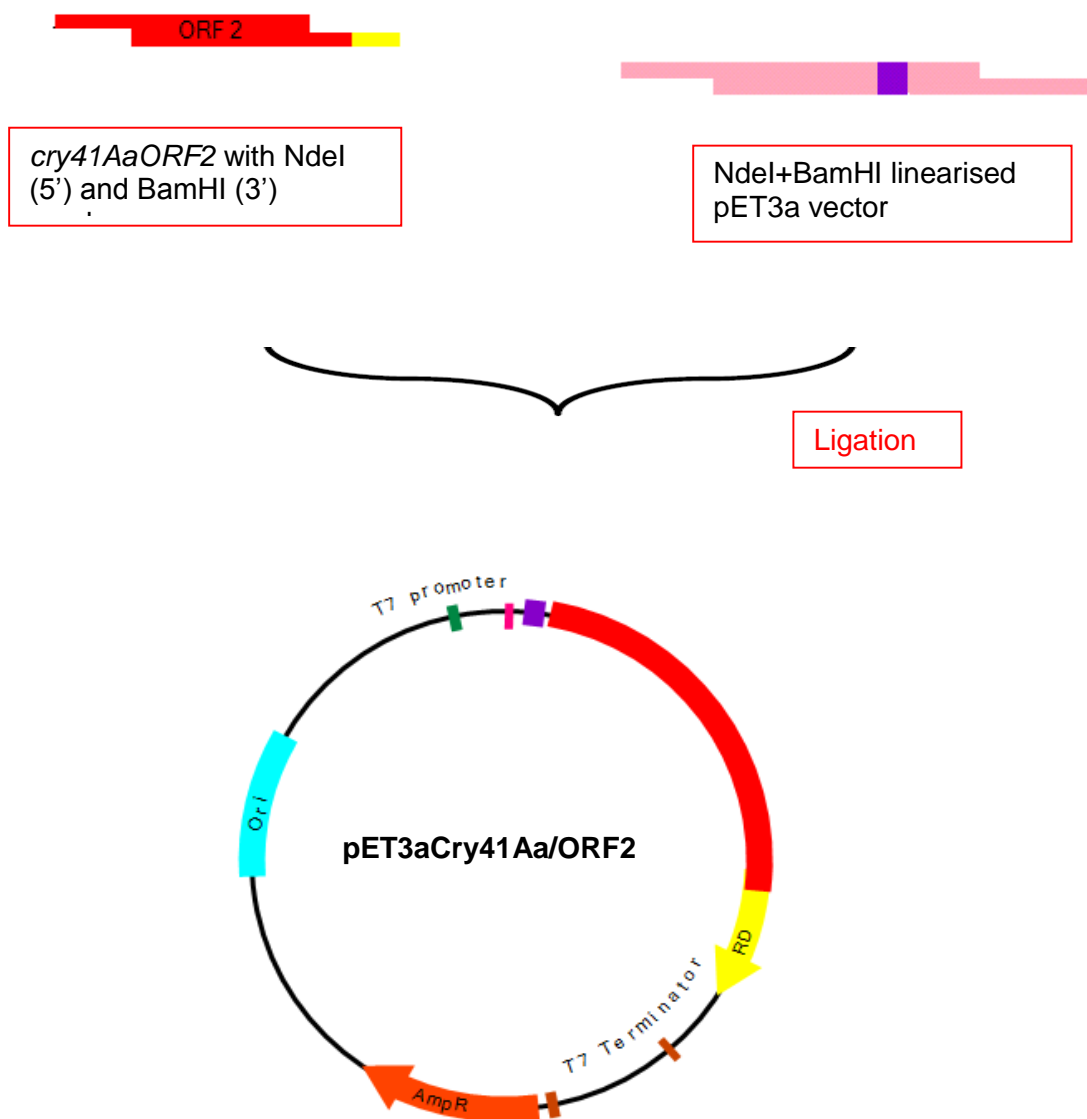 ORF 2
cry41AaORF2 with NdeI
(5') and BamHI (3')
NdeI+BamHI linearised
pET3a vector
Ligation
T7 promoter
Ori
pET3aCry41Aa/ORF2
RD
T7 Terminator
AmpR